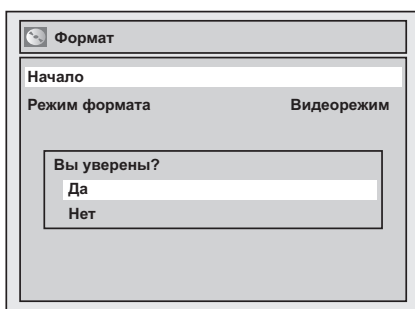 Формат
Начало
Режим формата Видеорежим
Вы уверены?
Да
Нет